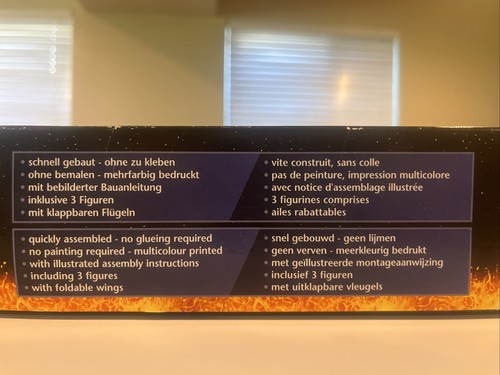 • schnell gebaut - ohne zu kleben
• ohne bemalen - mehrfarbig bedruckt
• mit bebilderter Bauanleitung
• inklusive 3 Figuren
• mit klappbaren Flügeln
• vite construit, sans colle
• pas de peinture, impression multicolore
• avec notice d'assemblage illustrée
• 3 figurines comprises
• ailes rabattables
• quickly assembled - no glueing required
• no painting required - multicolour printed
• with illustrated assembly instructions
• including 3 figures
• with foldable wings
• snel gebouwd - geen lijmen
• geen verven - meerkleurig bedrukt
• met geïllustreerde montageaanwijzing
• inclusief 3 figuren
• met uitklapbare vleugels